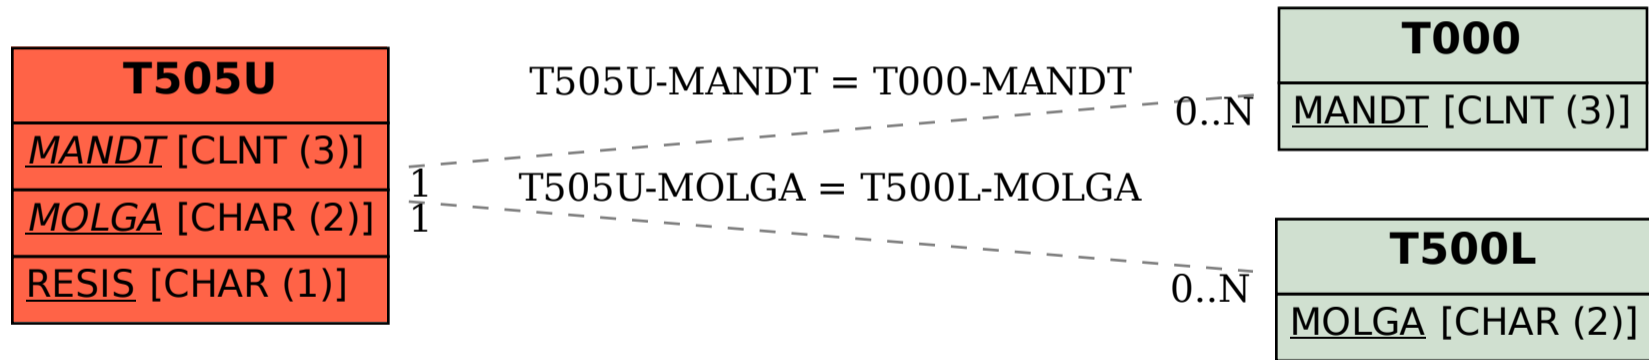 T505U
MANDT [CLNT (3)]
MOLGA [CHAR (2)]
RESIS [CHAR (1)]
T505U-MANDT = T000-MANDT
0..N
1
T505U-MOLGA = T500L-MOLGA
1
0..N
T000
MANDT [CLNT (3)]
T500L
MOLGA [CHAR (2)]